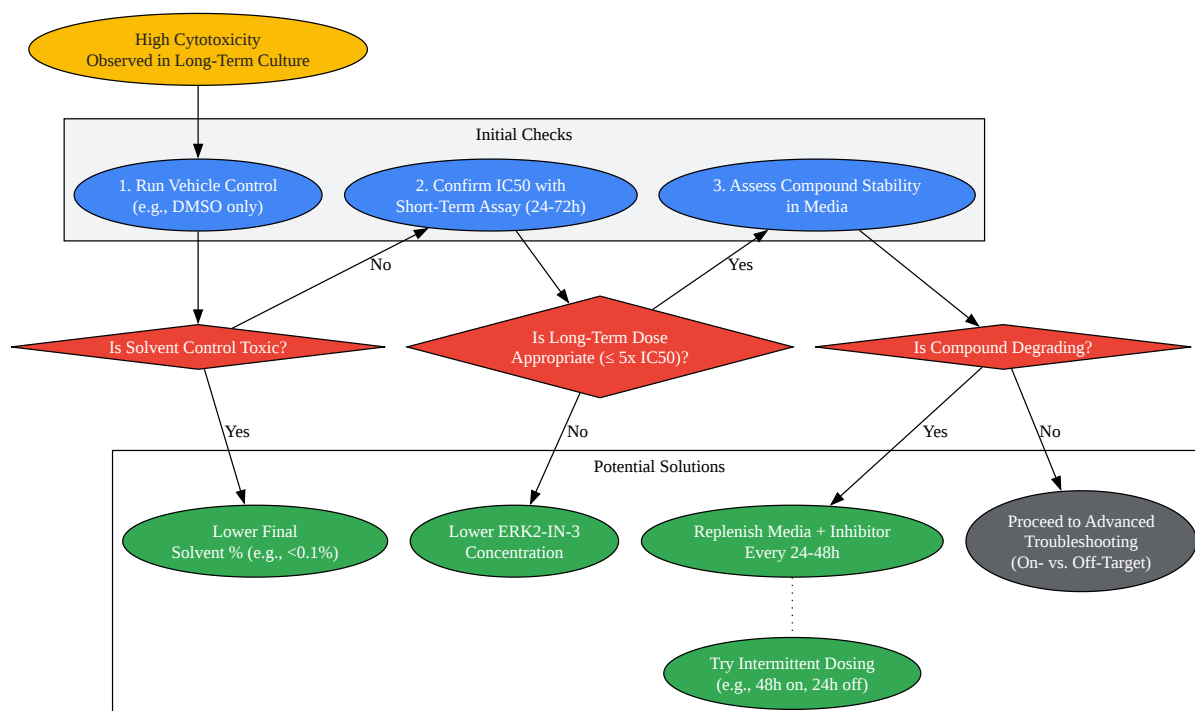 High Cytotoxicity
Observed in Long-Term Culture
Initial Checks
1. Run Vehicle Control
(e.g., DMSO only)
2. Confirm IC50 with
Short-Term Assay (24-72h)
3. Assess Compound Stability
in Media
No
Yes
Is Solvent Control Toxic?
Is Long-Term Dose
Appropriate (≤ 5x IC50)?
Is Compound Degrading?
Yes
No
Yes
No
Potential Solutions
Lower Final
Solvent % (e.g., <0.1%)
Lower ERK2-IN-3
Concentration
Replenish Media + Inhibitor
Every 24-48h
Proceed to Advanced
Troubleshooting
(On- vs. Off-Target)
Try Intermittent Dosing
(e.g., 48h on, 24h off)